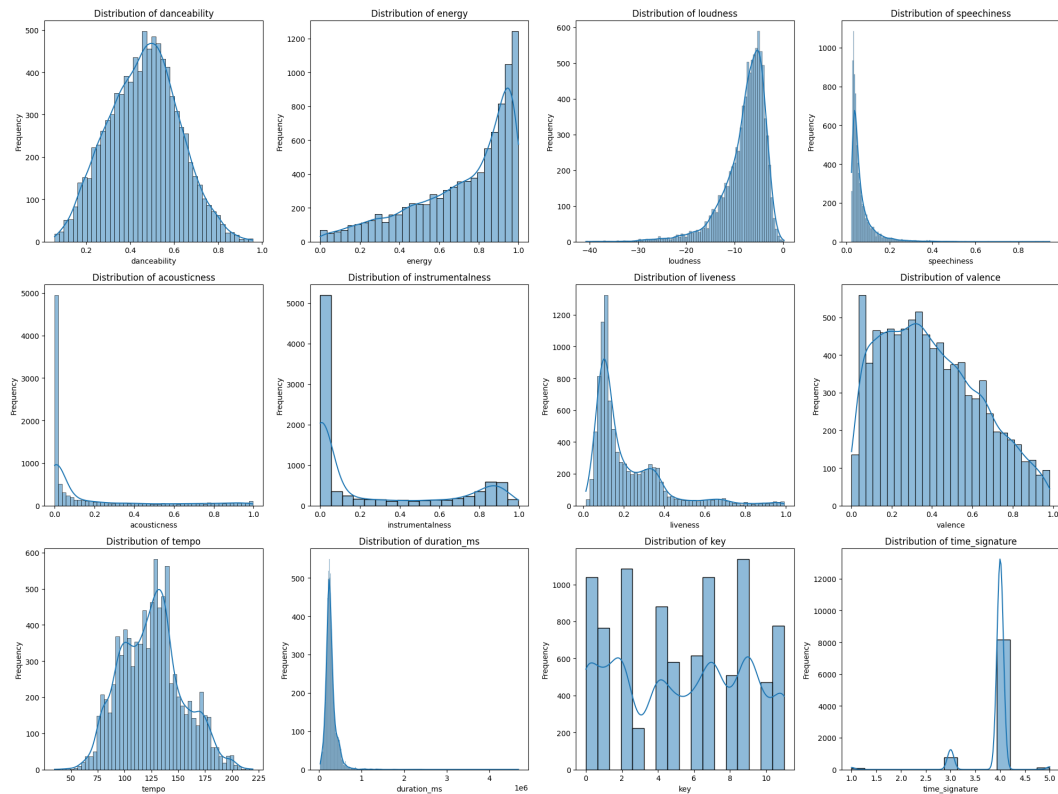 Distribution of danceability
Frequency
500
400
300
200
100
0
0.2 0.4 0.6 0.8 1.0
danceability
Distribution of energy
Frequency
1200
1000
800
600
400
200
0
0.0 0.2 0.4 0.6 0.8 1.0
energy
Distribution of loudness
Frequency
600
500
400
300
200
100
0
−40 −30 −20 −10 0
loudness
Distribution of speechiness
Frequency
1000
800
600
400
200
0
0.2 0.4 0.6 0.8
speechiness
Distribution of acousticness
Frequency
5000
4000
3000
2000
1000
0
0.0 0.2 0.4 0.6 0.8 1.0
acousticness
Distribution of instrumentalness
Frequency
5000
4000
3000
2000
1000
0
0.0 0.2 0.4 0.6 0.8 1.0
instrumentalness
Distribution of liveness
Frequency
1400
1200
1000
800
600
400
200
0
0.0 0.2 0.4 0.6 0.8 1.0
liveness
Distribution of valence
Frequency
500
400
300
200
100
0
0.0 0.2 0.4 0.6 0.8 1.0
valence
Distribution of tempo
Frequency
600
500
400
300
200
100
0
50 75 100 125 150 175 200 225
tempo
Distribution of duration_ms
Frequency
500
400
300
200
100
0
0 1 2 3 4
1e6
duration_ms
Distribution of key
Frequency
1000
800
600
400
200
0
0 2 4 6 8 10
key
Distribution of time_signature
Frequency
12000
10000
8000
6000
4000
2000
0
1.0 1.5 2.0 2.5 3.0 3.5 4.0 4.5 5.0
time_signature